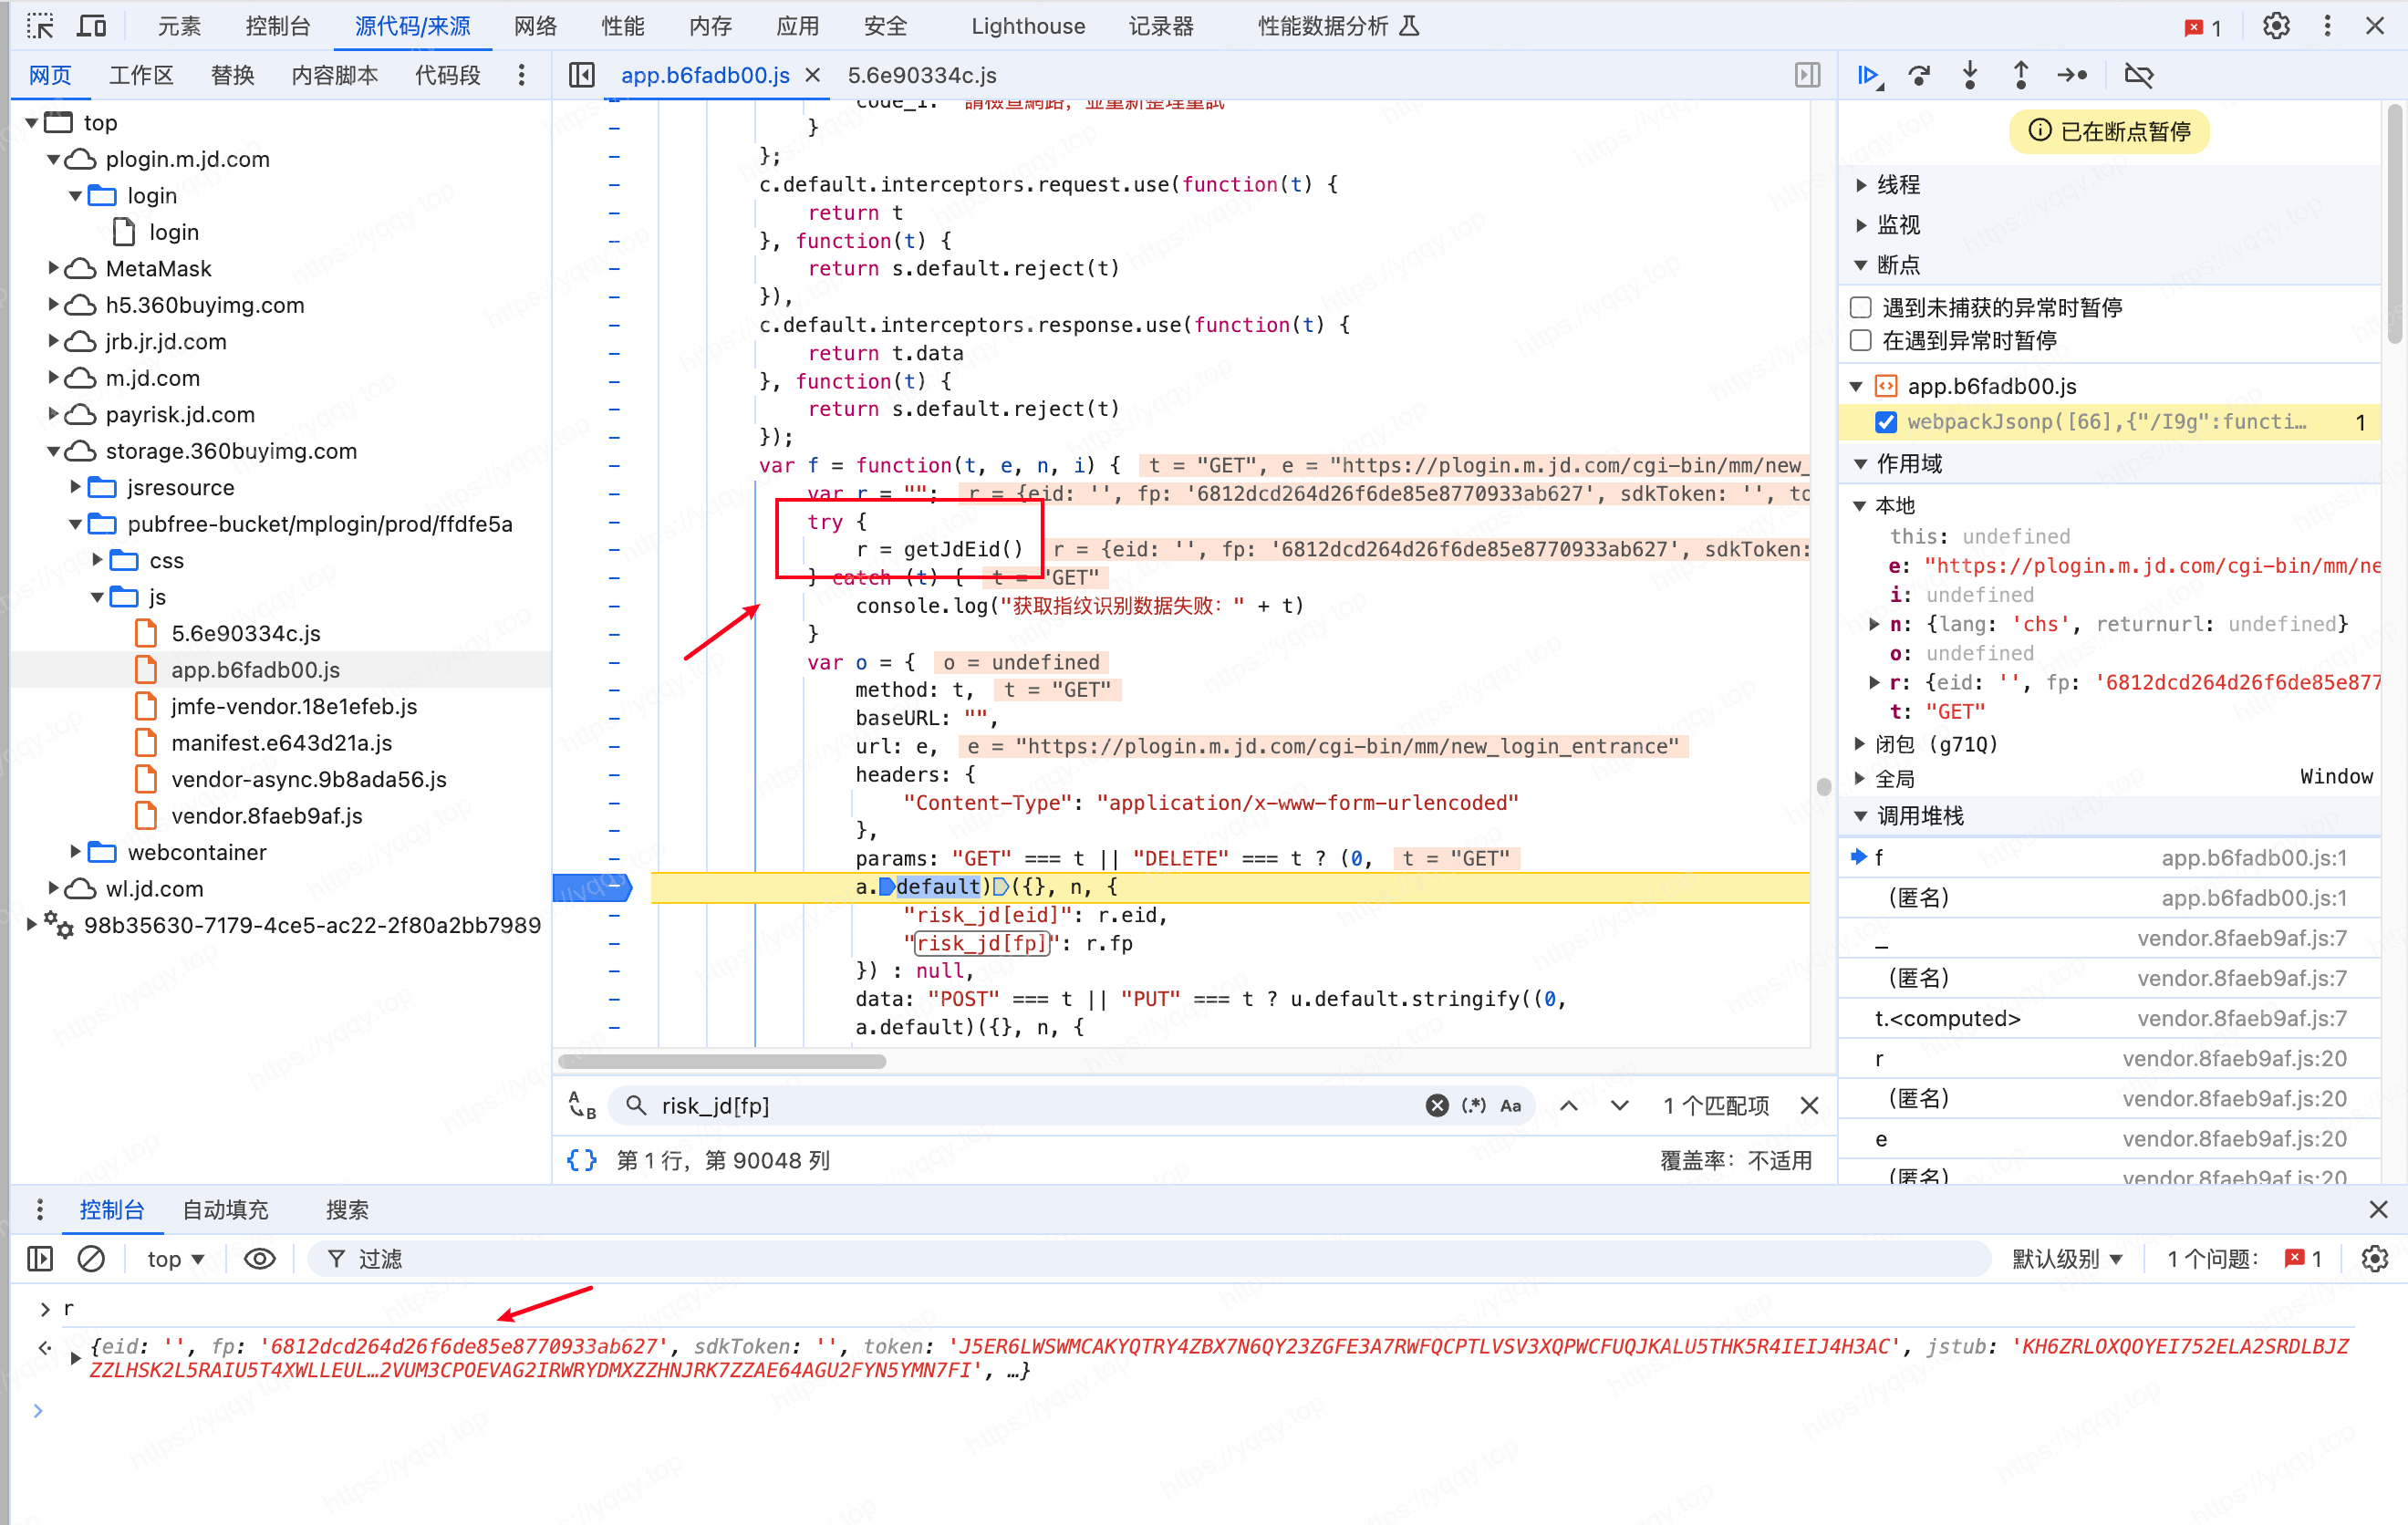 元素 控制台 源代码/来源 网络 性能 内存 应用 安全 Lighthouse 记录器 性能数据分析 1
网页 工作区 替换 内容脚本 代码段
app.b6fadb00.js 5.6e90334c.js
top
plogin.m.jd.com
login
login
MetaMask
h5.360buyimg.com
jrb.jr.jd.com
m.jd.com
payrisk.jd.com
storage.360buyimg.com
jsresource
pubfree-bucket/mplogin/prod/ffdfe5a
css
js
5.6e90334c.js
app.b6fadb00.js
jmfe-vendor.18e1efeb.js
manifest.e643d21a.js
vendor-async.9b8ada56.js
vendor.8faeb9af.js
webcontainer
wl.jd.com
98b35630-7179-4ce5-ac22-2f80a2bb7989
code_1: "請檢查網路，並重新整理重試"
}
};
c.default.interceptors.request.use(function(t) {
return t
}, function(t) {
return s.default.reject(t)
}),
c.default.interceptors.response.use(function(t) {
return t.data
}, function(t) {
return s.default.reject(t)
});
var f = function(t, e, n, i) { t = "GET", e = "https://plogin.m.jd.com/cgi-bin/mm/new_
var r = ""; r = {eid: '', fp: '6812dcd264d26f6de85e8770933ab627', sdkToken: '', to
try {
r = getJdEid() r = {eid: '', fp: '6812dcd264d26f6de85e8770933ab627', sdkToken:
} catch (t) { t = "GET"
console.log("获取指纹识别数据失败：" + t)
}
var o = { o = undefined
method: t, t = "GET"
baseURL: "",
url: e, e = "https://plogin.m.jd.com/cgi-bin/mm/new_login_entrance"
headers: {
"Content-Type": "application/x-www-form-urlencoded"
},
params: "GET" === t || "DELETE" === t ? (0, t = "GET"
a.default)({}, n, {
"risk_jd[eid]": r.eid,
"risk_jd[fp]": r.fp
}) : null,
data: "POST" === t || "PUT" === t ? u.default.stringify((0,
a.default)({}, n, {
risk_jd[fp] (.*) Aa 1 个匹配项
{} 第 1 行，第 90048 列 覆盖率：不适用
已在断点暂停
线程
监视
断点
遇到未捕获的异常时暂停
在遇到异常时暂停
app.b6fadb00.js
webpackJsonp([66],{"/I9g":functi… 1
作用域
本地
this: undefined
e: "https://plogin.m.jd.com/cgi-bin/mm/ne
i: undefined
n: {lang: 'chs', returnurl: undefined}
o: undefined
r: {eid: '', fp: '6812dcd264d26f6de85e877
t: "GET"
闭包 (g71Q)
全局 Window
调用堆栈
f app.b6fadb00.js:1
(匿名) app.b6fadb00.js:1
_ vendor.8faeb9af.js:7
(匿名) vendor.8faeb9af.js:7
t.<computed> vendor.8faeb9af.js:7
r vendor.8faeb9af.js:20
(匿名) vendor.8faeb9af.js:20
e vendor.8faeb9af.js:20
(匿名) vendor.8faeb9af.js:20
控制台 自动填充 搜索
top 过滤 默认级别 1 个问题： 1
r
{eid: '', fp: '6812dcd264d26f6de85e8770933ab627', sdkToken: '', token: 'J5ER6LWSWMCAKYQTRY4ZBX7N6QY23ZGFE3A7RWFQCPTLVSV3XQPWCFUQJKALU5THK5R4IEIJ4H3AC', jstub: 'KH6ZRLOXQOYEI752ELA2SRDLBJZ
ZZLHSK2L5RAIU5T4XWLLEUL…2VUM3CPOEVAG2IRWRYDMXZZHNJRK7ZZAE64AGU2FYN5YMN7FI', …}
https://yqqy.top